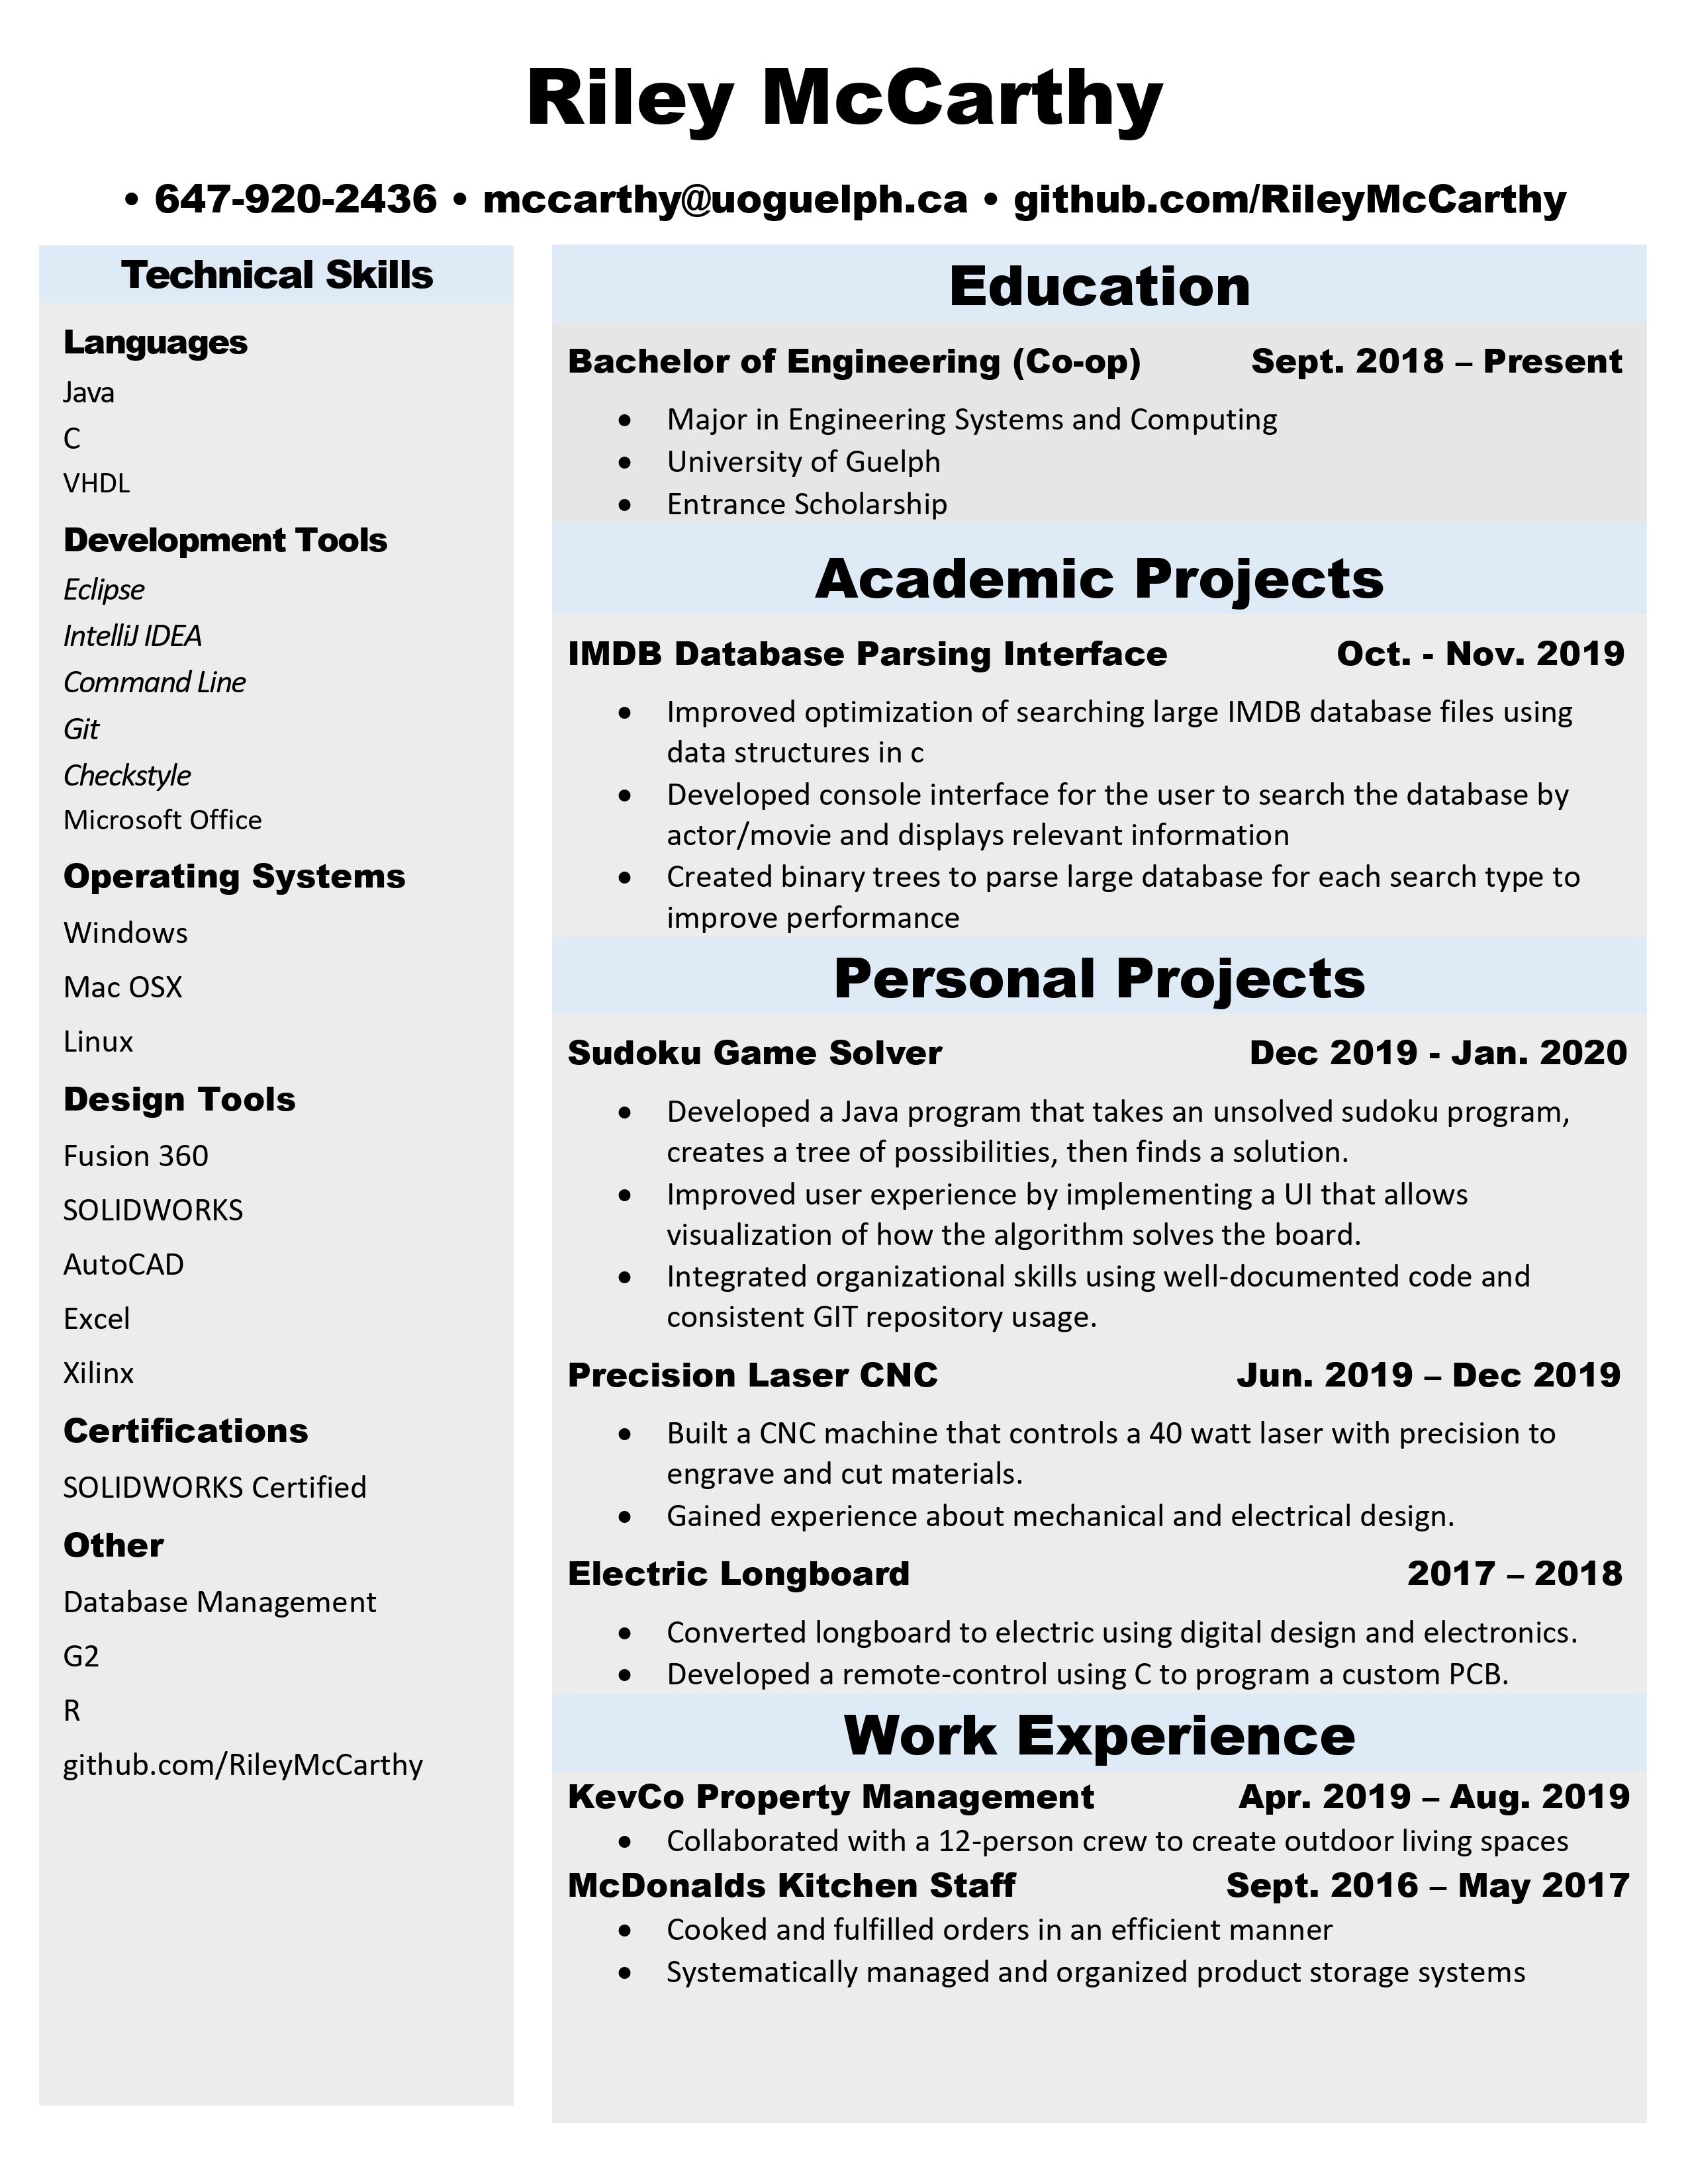 Riley McCarthy
• 647-920-2436 • mccarthy@uoguelph.ca • github.com/RileyMcCarthy
Technical Skills
Languages
Java
C
VHDL
Development Tools
Eclipse
IntelliJ IDEA
Command Line
Git
Checkstyle
Microsoft Office
Operating Systems
Windows
Mac OSX
Linux
Design Tools
Fusion 360
SOLIDWORKS
AutoCAD
Excel
Xilinx
Certifications
SOLIDWORKS Certified
Other
Database Management
G2
R
github.com/RileyMcCarthy
Education
Bachelor of Engineering (Co-op) Sept. 2018 – Present
• Major in Engineering Systems and Computing
• University of Guelph
• Entrance Scholarship
Academic Projects
IMDB Database Parsing Interface Oct. - Nov. 2019
• Improved optimization of searching large IMDB database files using
data structures in c
• Developed console interface for the user to search the database by
actor/movie and displays relevant information
• Created binary trees to parse large database for each search type to
improve performance
Personal Projects
Sudoku Game Solver Dec 2019 - Jan. 2020
• Developed a Java program that takes an unsolved sudoku program,
creates a tree of possibilities, then finds a solution.
• Improved user experience by implementing a UI that allows
visualization of how the algorithm solves the board.
• Integrated organizational skills using well-documented code and
consistent GIT repository usage.
Precision Laser CNC Jun. 2019 – Dec 2019
• Built a CNC machine that controls a 40 watt laser with precision to
engrave and cut materials.
• Gained experience about mechanical and electrical design.
Electric Longboard 2017 – 2018
• Converted longboard to electric using digital design and electronics.
• Developed a remote-control using C to program a custom PCB.
Work Experience
KevCo Property Management Apr. 2019 – Aug. 2019
• Collaborated with a 12-person crew to create outdoor living spaces
McDonalds Kitchen Staff Sept. 2016 – May 2017
• Cooked and fulfilled orders in an efficient manner
• Systematically managed and organized product storage systems